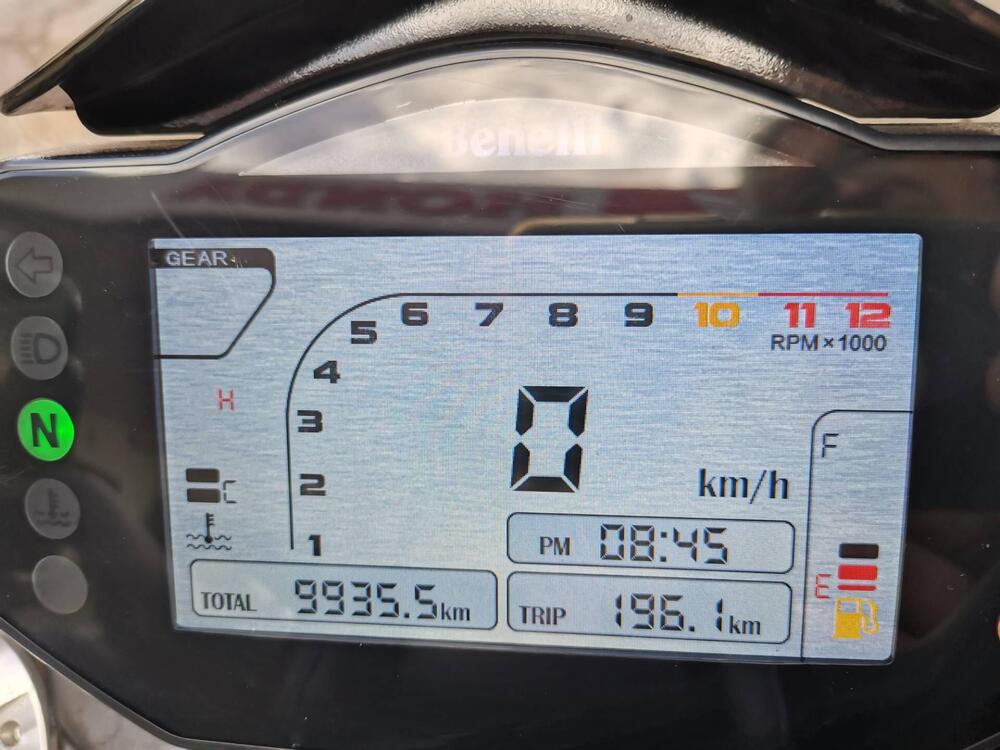 Benelli
HONDA
GEAR
5 6 7 8 9 10 11 12
RPM×1000
4
H
3
0
F
N
2
km/h
C
1
PM 08:45
E
TOTAL 9935.5km
TRIP 196.1km